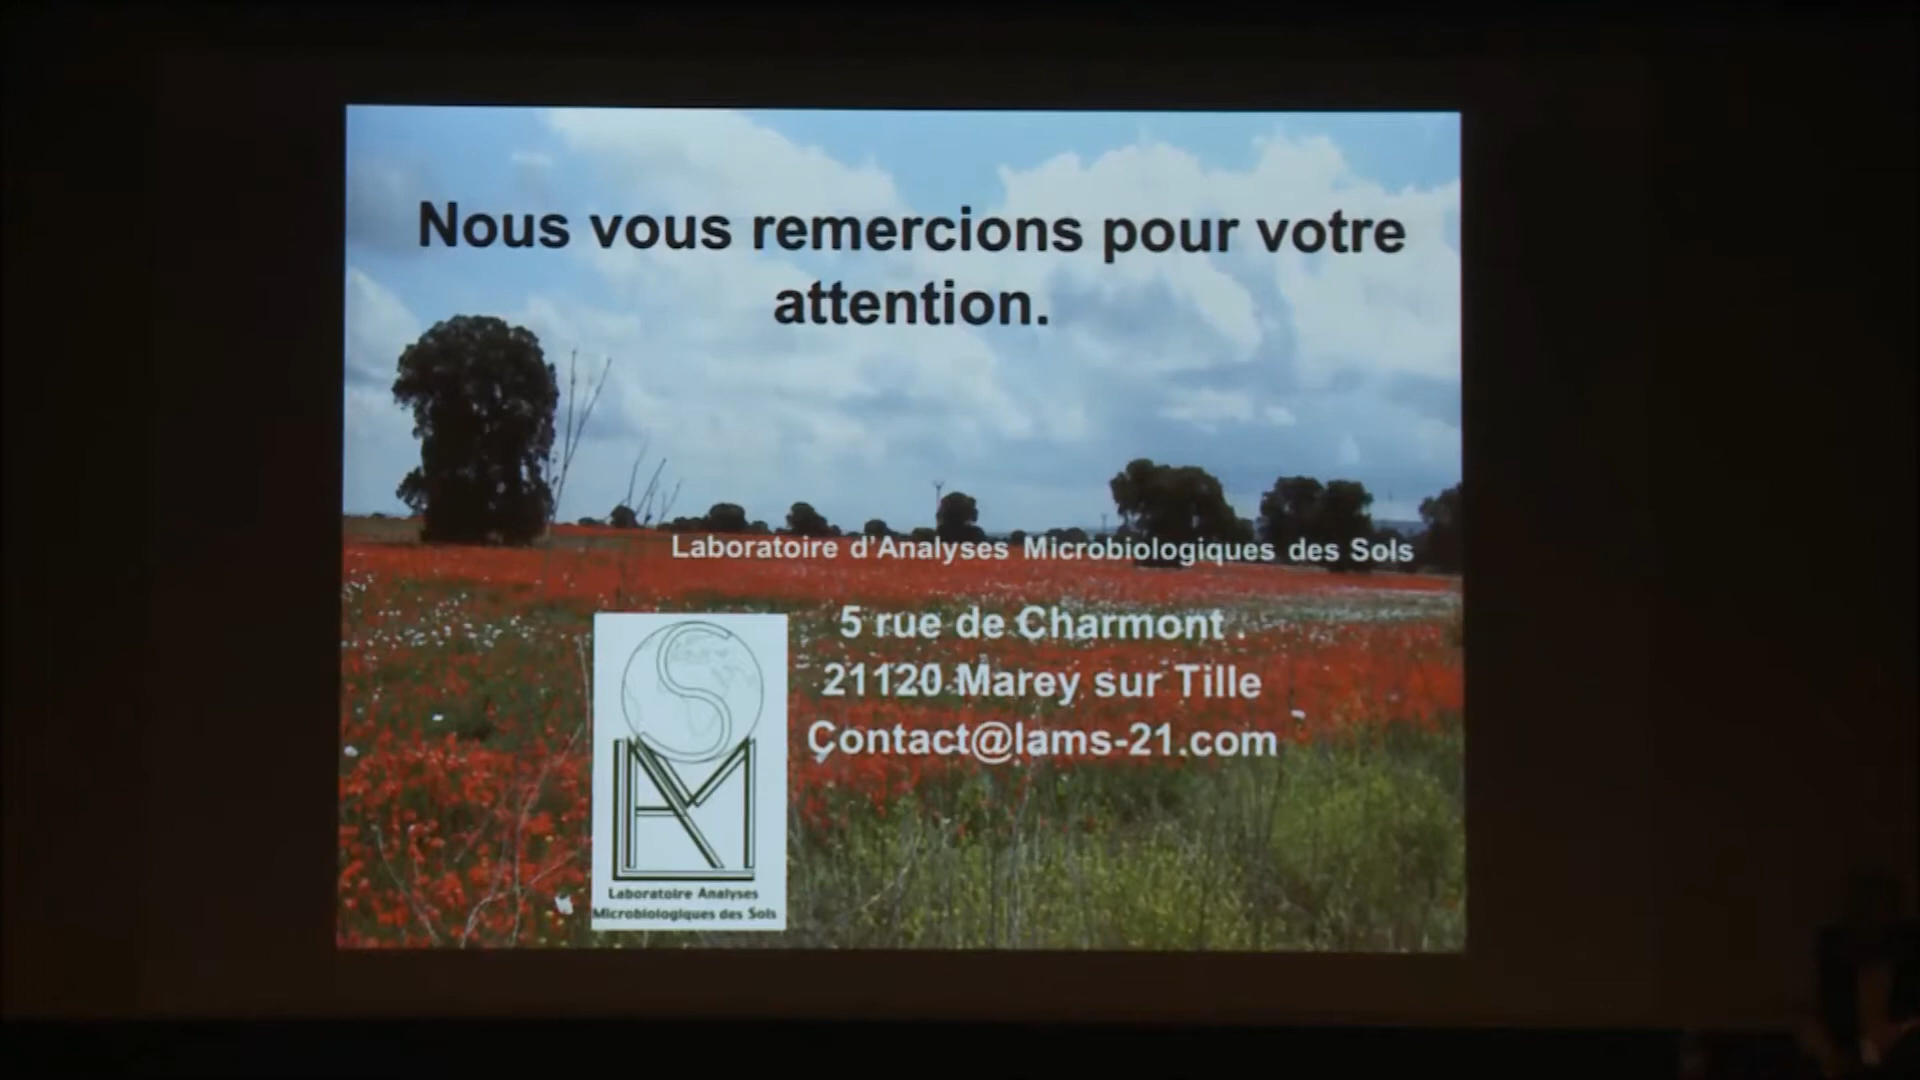 Nous vous remercions pour votre
attention.
Laboratoire d'Analyses Microbiologiques des Sols
5 rue de Charmont .
21120 Marey sur Tille
Contact@lams-21.com
S
LAM
Laboratoire Analyses
Microbiologiques des Sols